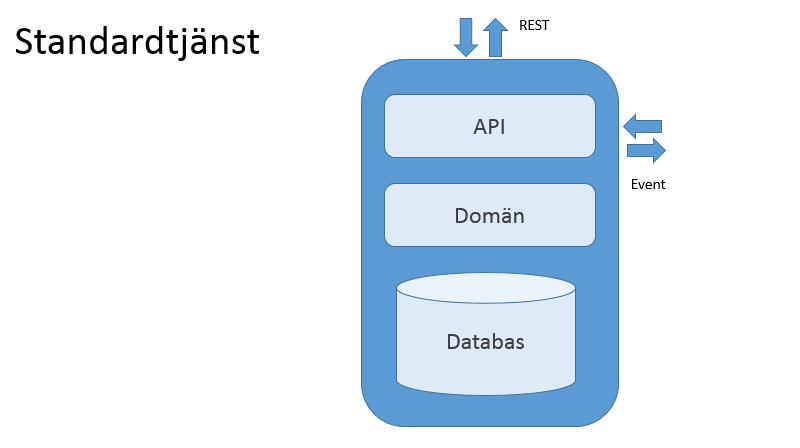 Standardtjänst
REST
API
Event
Domän
Databas